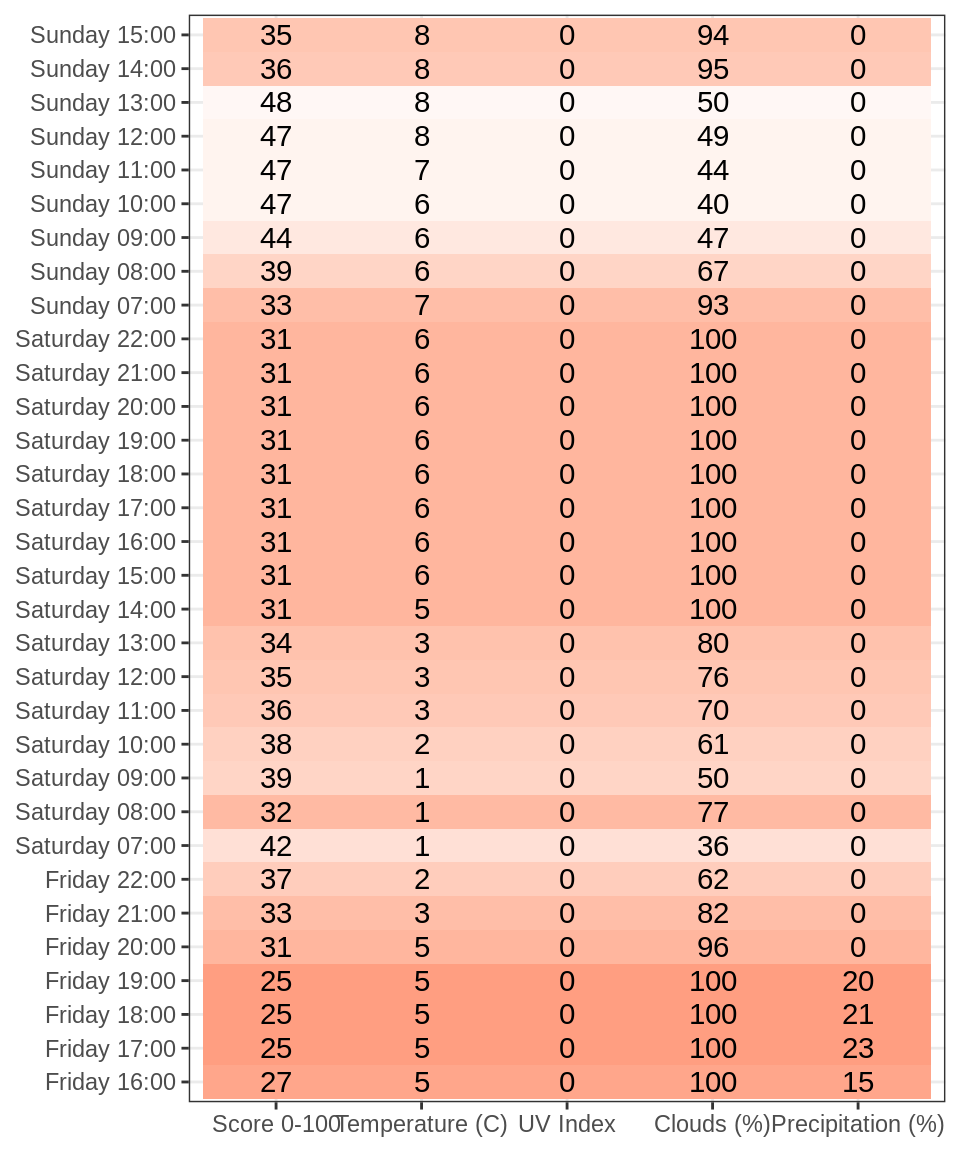 Sunday 15:00 35 8 0 94 0
Sunday 14:00 36 8 0 95 0
Sunday 13:00 48 8 0 50 0
Sunday 12:00 47 8 0 49 0
Sunday 11:00 47 7 0 44 0
Sunday 10:00 47 6 0 40 0
Sunday 09:00 44 6 0 47 0
Sunday 08:00 39 6 0 67 0
Sunday 07:00 33 7 0 93 0
Saturday 22:00 31 6 0 100 0
Saturday 21:00 31 6 0 100 0
Saturday 20:00 31 6 0 100 0
Saturday 19:00 31 6 0 100 0
Saturday 18:00 31 6 0 100 0
Saturday 17:00 31 6 0 100 0
Saturday 16:00 31 6 0 100 0
Saturday 15:00 31 6 0 100 0
Saturday 14:00 31 5 0 100 0
Saturday 13:00 34 3 0 80 0
Saturday 12:00 35 3 0 76 0
Saturday 11:00 36 3 0 70 0
Saturday 10:00 38 2 0 61 0
Saturday 09:00 39 1 0 50 0
Saturday 08:00 32 1 0 77 0
Saturday 07:00 42 1 0 36 0
Friday 22:00 37 2 0 62 0
Friday 21:00 33 3 0 82 0
Friday 20:00 31 5 0 96 0
Friday 19:00 25 5 0 100 20
Friday 18:00 25 5 0 100 21
Friday 17:00 25 5 0 100 23
Friday 16:00 27 5 0 100 15
Score 0-100 Temperature (C) UV Index Clouds (%) Precipitation (%)